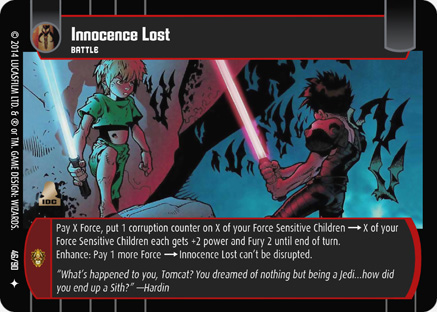 Innocence Lost
BATTLE
© 2014 LUCASFILM LTD. & ® or TM. GAME DESIGN: WIZARDS.
IDC
Pay X Force, put 1 corruption counter on X of your Force Sensitive Children → X of your
Force Sensitive Children each gets +2 power and Fury 2 until end of turn.
Enhance: Pay 1 more Force → Innocence Lost can't be disrupted.
"What's happened to you, Tomcat? You dreamed of nothing but being a Jedi...how did
you end up a Sith?" —Hardin